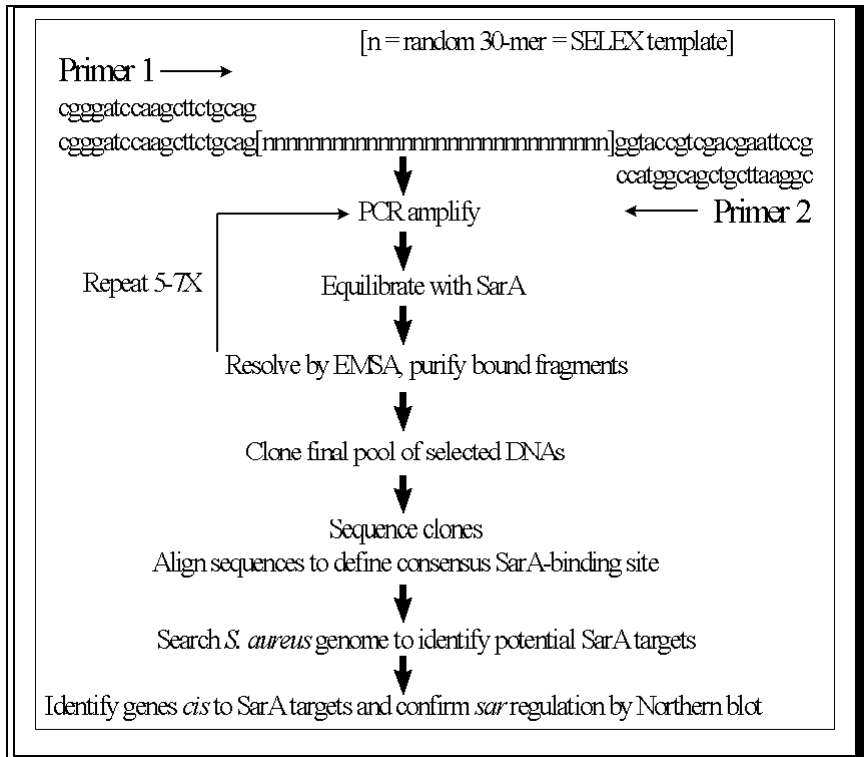 [n = random 30-mer = SELEX template]
Primer 1
cgggatccaagcttctgcag
cgggatccaagcttctgcag[nnnnnnnnnnnnnnnnnnnnnnnnnnnnnn]ggtaccgtcgacgaattccg
ccatggcagctgcttaaggc
PCR amplify
Primer 2
Repeat 5-7X
Equilibrate with SarA
Resolve by EMSA, purify bound fragments
Clone final pool of selected DNAs
Sequence clones
Align sequences to define consensus SarA-binding site
Search S. aureus genome to identify potential SarA targets
Identify genes cis to SarA targets and confirm sar regulation by Northern blot